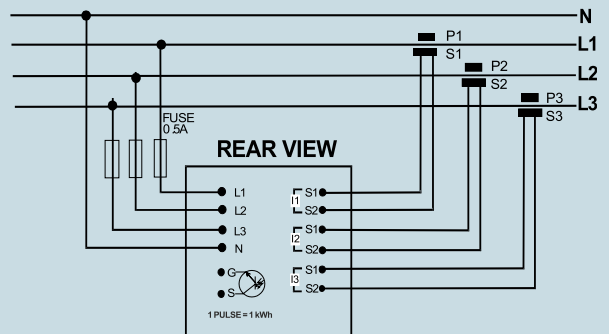 N
P1
L1
S1
P2
L2
S2
P3
L3
S3
FUSE
0.5A
REAR VIEW
L1
I1
S1
L2
S2
L3
I2
S1
N
S2
G
I3
S1
S
S2
1 PULSE = 1 kWh